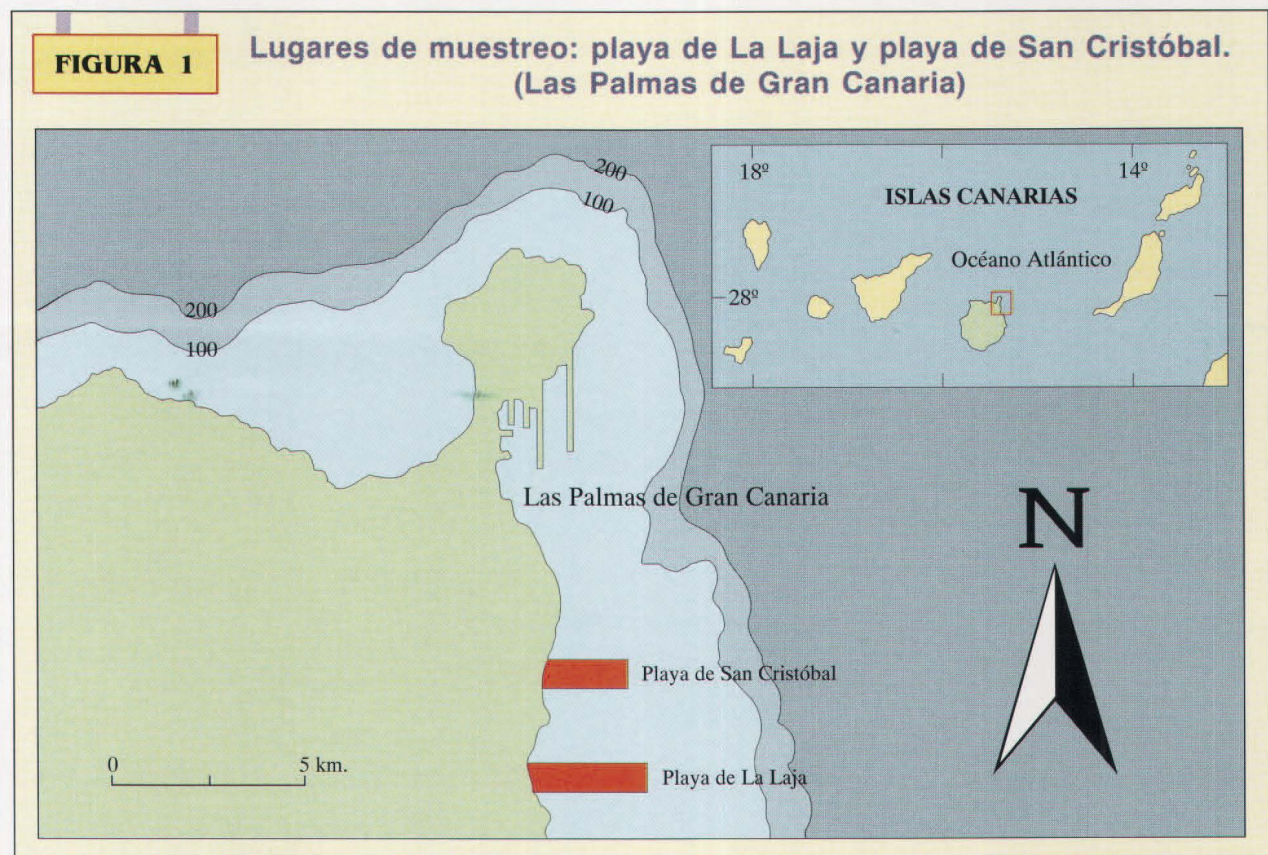 FIGURA 1
Lugares de muestreo: playa de La Laja y playa de San Cristóbal.
(Las Palmas de Gran Canaria)
200
100
18º
14º
ISLAS CANARIAS
Océano Atlántico
28º
200
100
Las Palmas de Gran Canaria
N
Playa de San Cristóbal
0
5 km.
Playa de La Laja